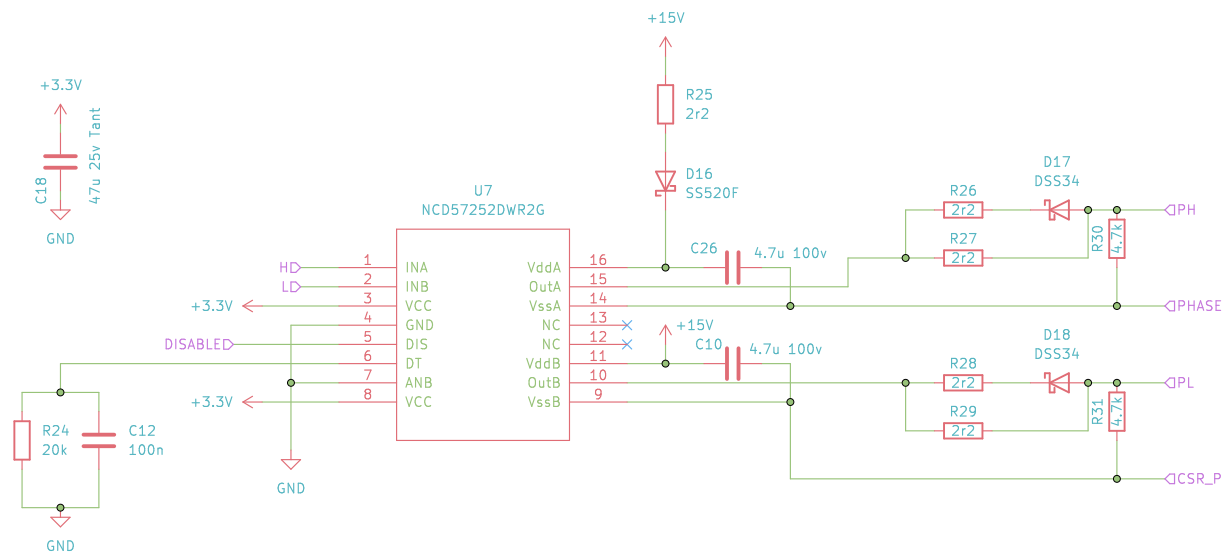 +15V
+3.3V
C18
47u 25v Tant
GND
R25
2r2
D16
SS520F
U7
NCD57252DWR2G
H
L
+3.3V
DISABLE
+3.3V
1 INA
2 INB
3 VCC
4 GND
5 DIS
6 DT
7 ANB
8 VCC
VddA 16
OutA 15
VssA 14
NC 13
NC 12
VddB 11
OutB 10
VssB 9
C26
4.7u 100v
+15V
C10
4.7u 100v
D17
DSS34
R26
2r2
R27
2r2
R30
4.7k
PH
PHASE
D18
DSS34
R28
2r2
R29
2r2
R31
4.7k
PL
CSR_P
R24
20k
C12
100n
GND
GND